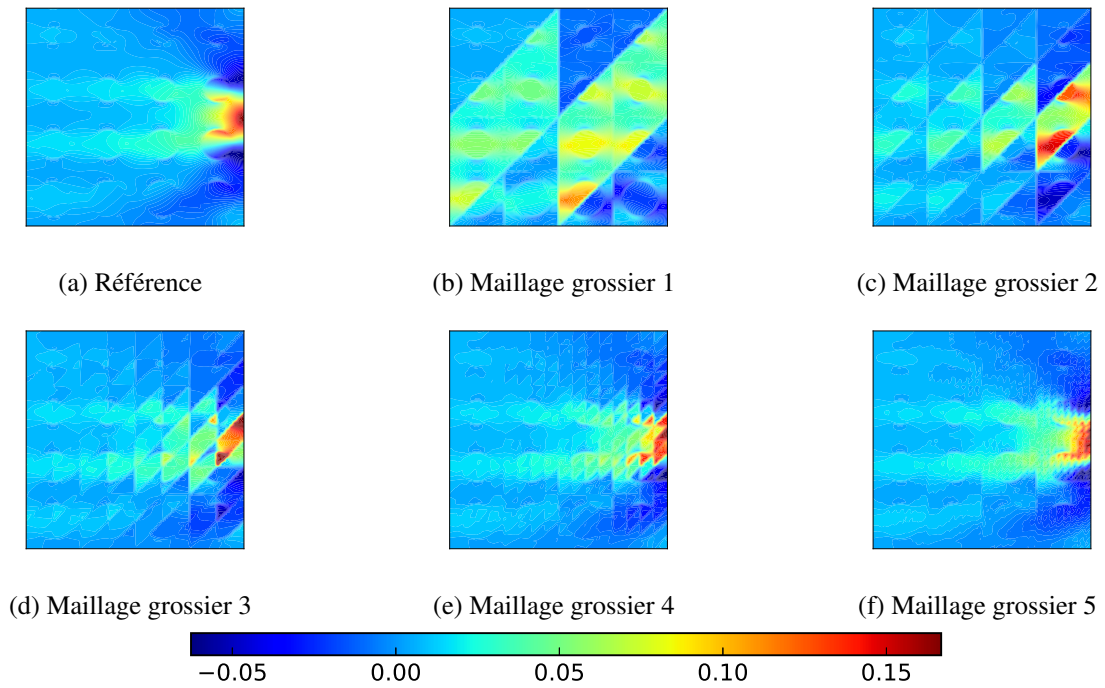 (a) Référence
(b) Maillage grossier 1
(c) Maillage grossier 2
(d) Maillage grossier 3
(e) Maillage grossier 4
(f) Maillage grossier 5
−0.05 0.00 0.05 0.10 0.15